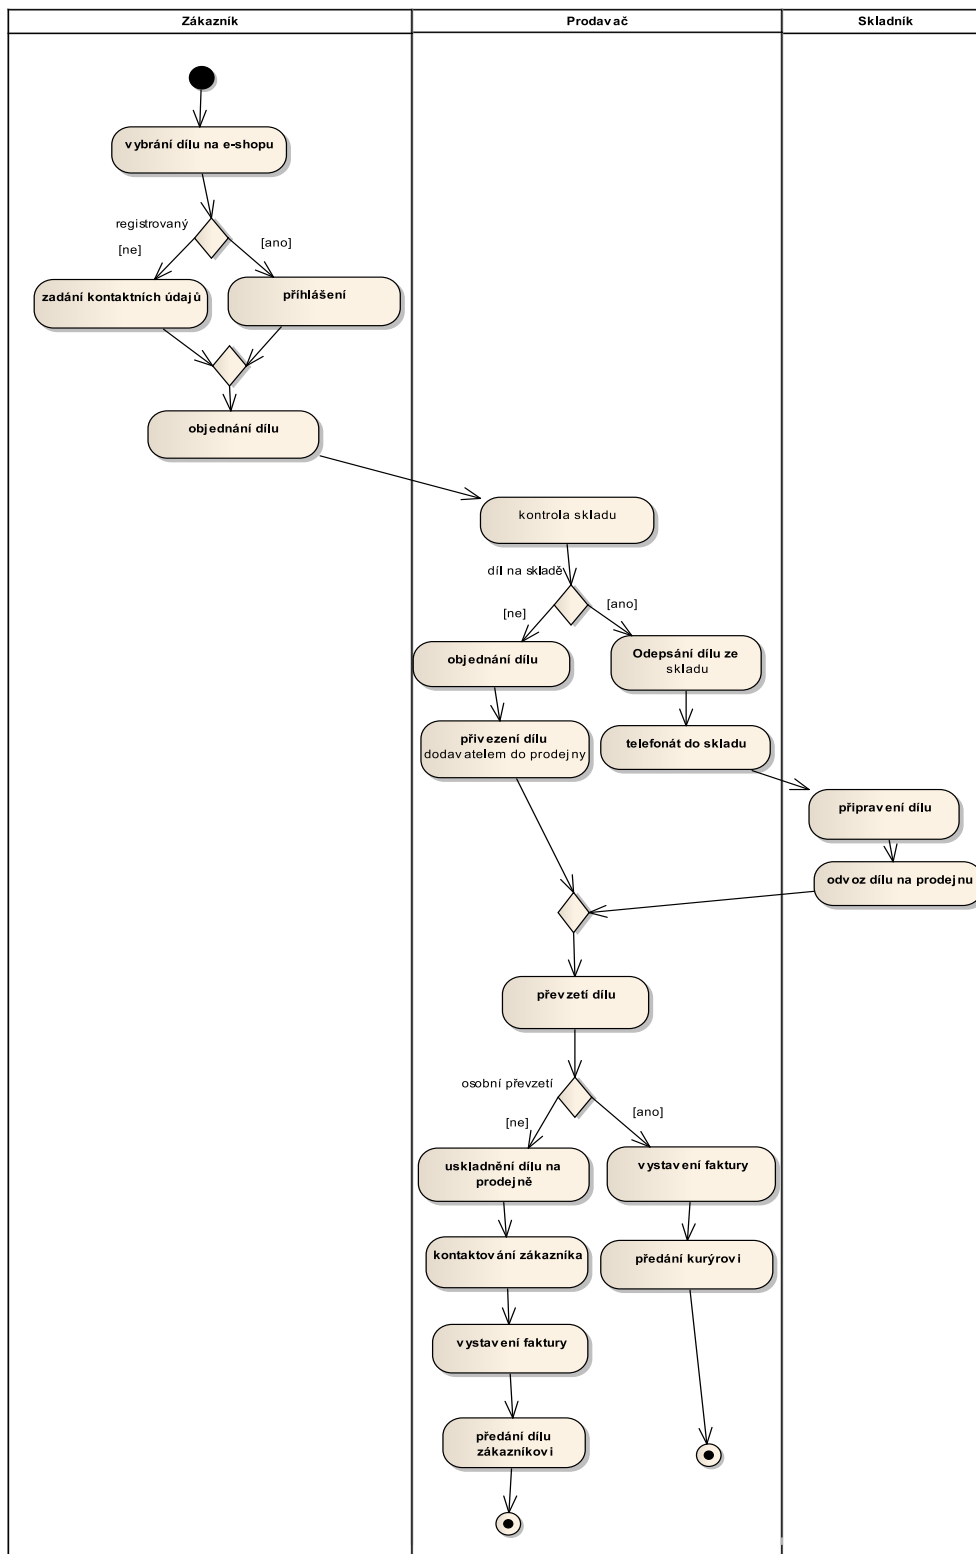 Zákazník
Prodavač
Skladník
vybrání dílu na e-shopu
registrovaný
[ne]
[ano]
zadání kontaktních údajů
přihlášení
objednání dílu
kontrola skladu
díl na skladě
[ne]
[ano]
objednání dílu
Odepsání dílu ze
skladu
přivezení dílu
dodavatelem do prodejny
telefonát do skladu
připravení dílu
odvoz dílu na prodejnu
převzetí dílu
osobní převzetí
[ne]
[ano]
uskladnění dílu na
prodejně
vystavení faktury
kontaktování zákazníka
předání kurýrovi
vystavení faktury
předání dílu
zákazníkovi